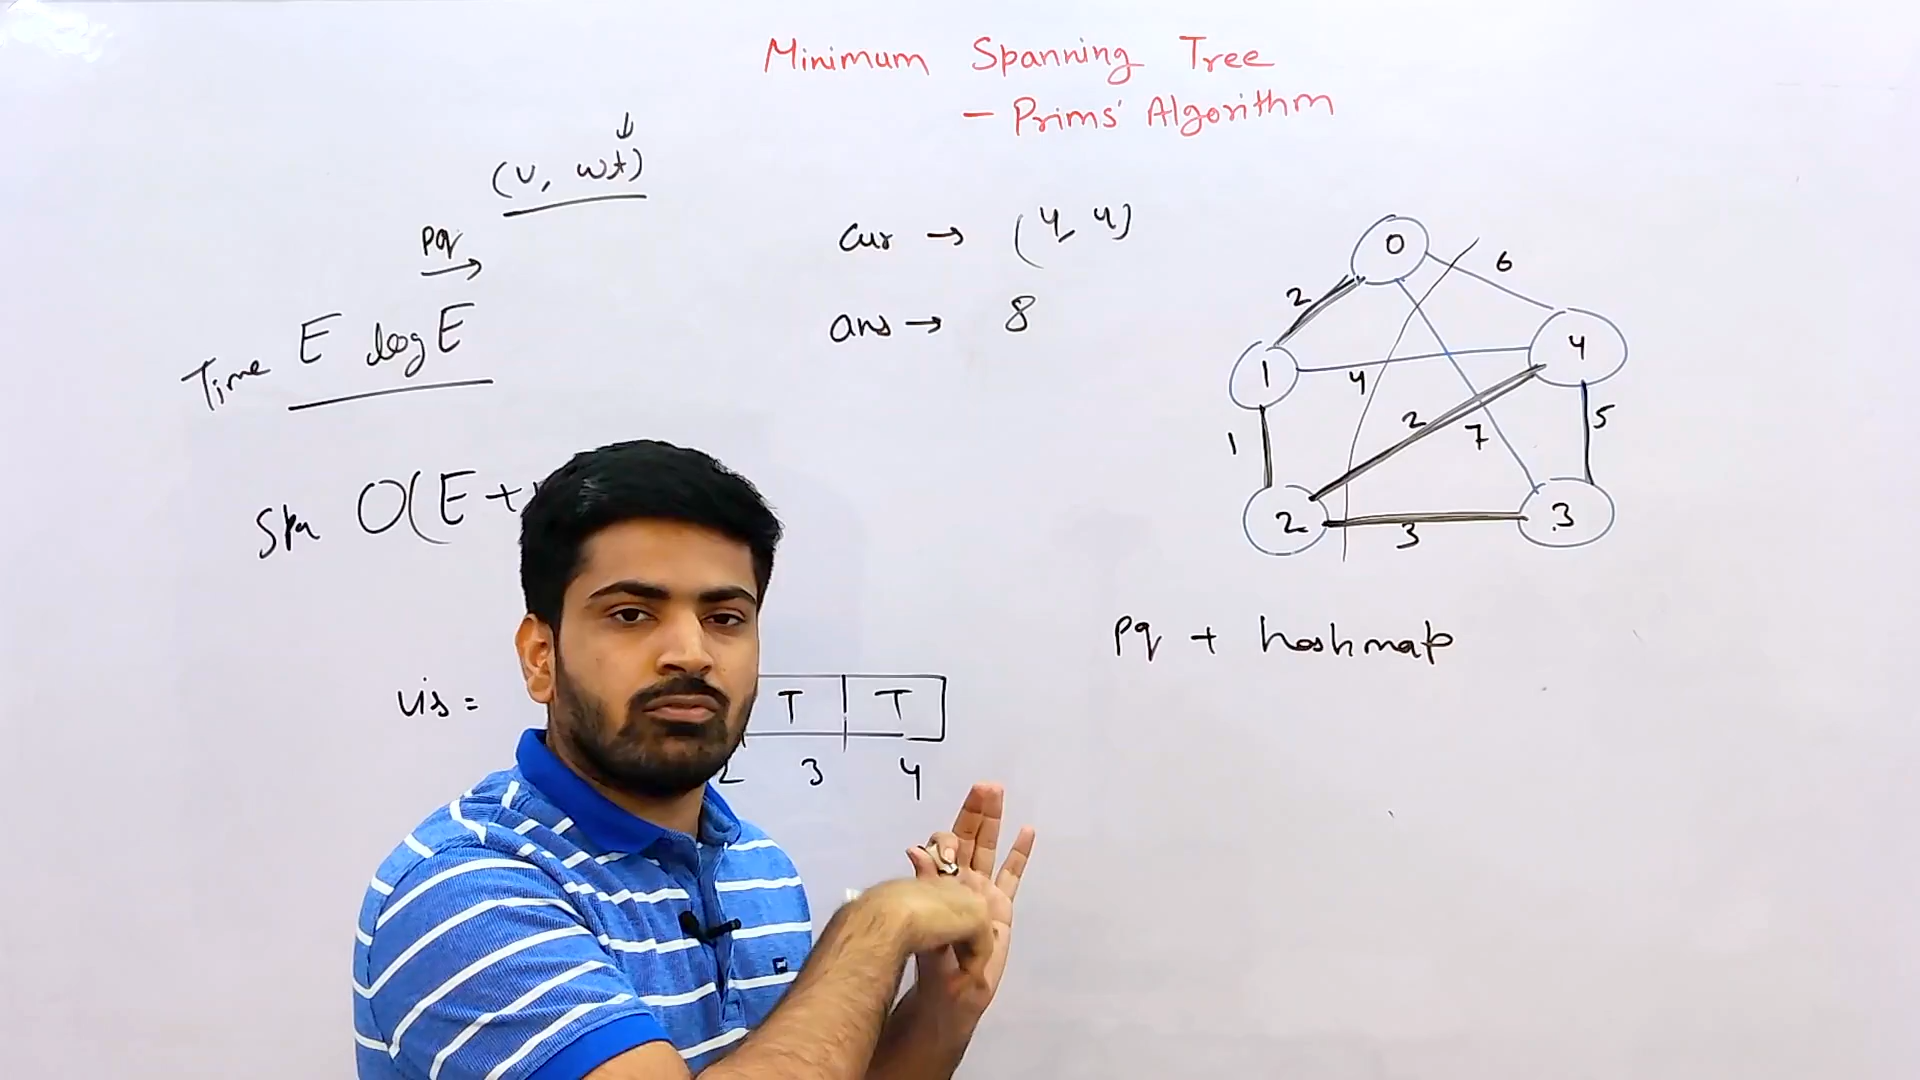 Minimum Spanning Tree
- Prims' Algorithm
(v, wt)
pq
cur → (4, 4)
ans → 8
Time E log E
O(E +
vis =
T T
2 3 4
0
6
2
1
4
4
1
2
7
5
2
3
3
pq + hashmap